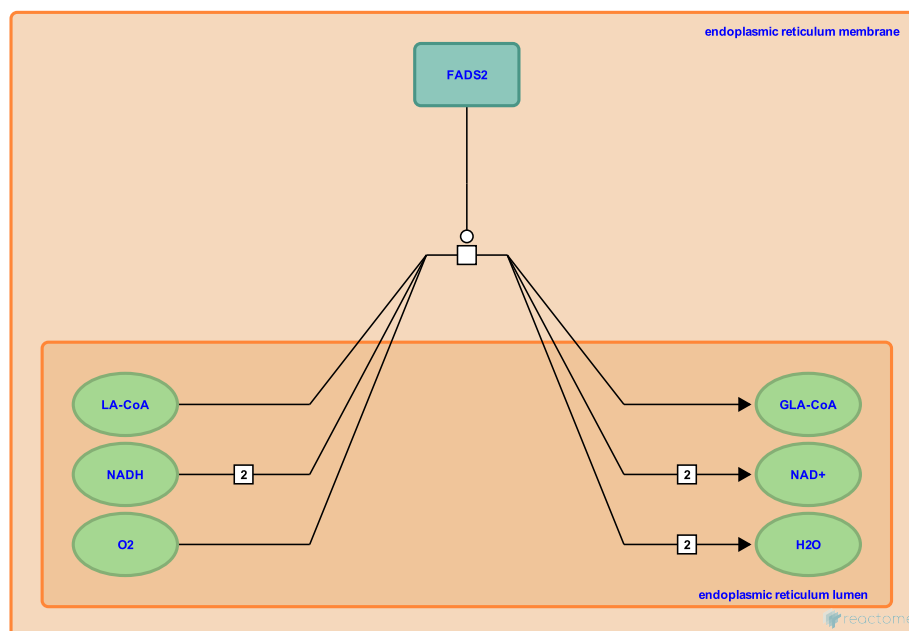 endoplasmic reticulum membrane
FADS2
LA-CoA
GLA-CoA
NADH
2
2
NAD+
O2
2
H2O
endoplasmic reticulum lumen
reactome